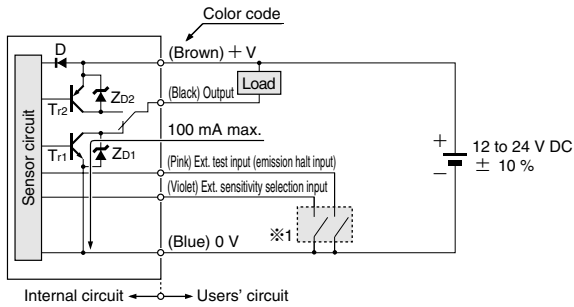 Color code
D
(Brown) + V
Load
(Black) Output
Tr2
ZD2
100 mA max.
Tr1
ZD1
Sensor circuit
(Pink) Ext. test input (emission halt input)
(Violet) Ext. sensitivity selection input
+
−
12 to 24 V DC
± 10 %
※1
(Blue) 0 V
Internal circuit
Users' circuit